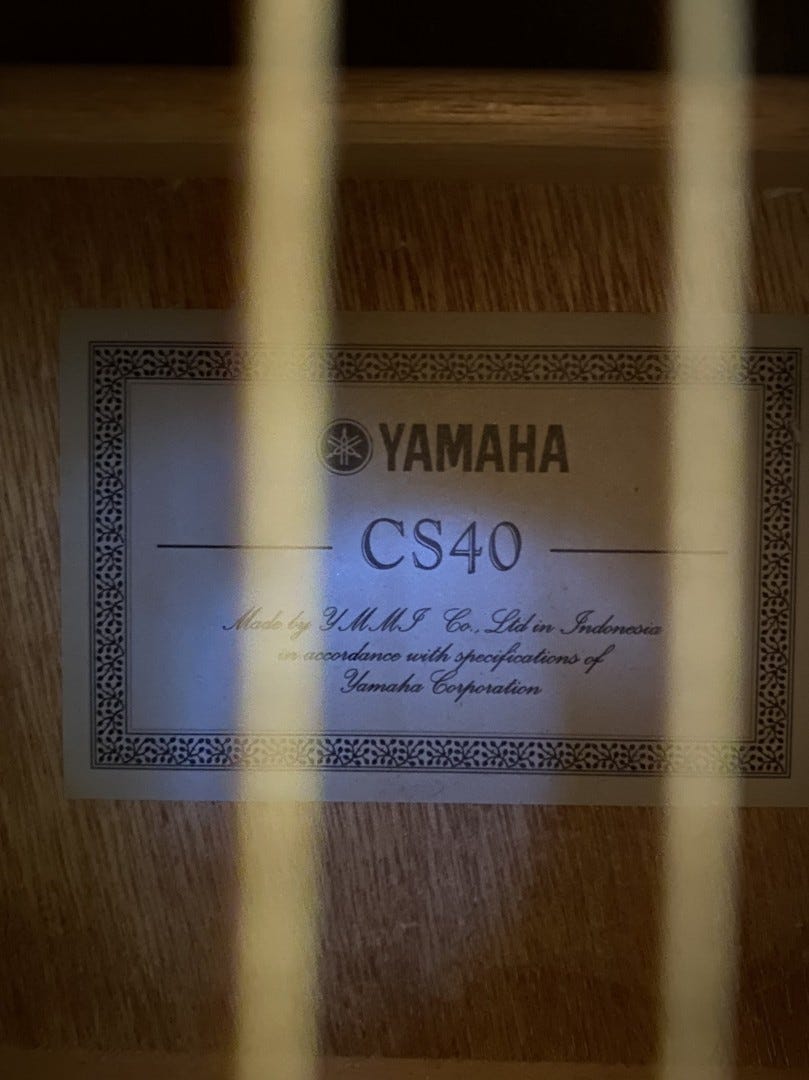 YAMAHA
CS40
Made by YMMI Co., Ltd in Indonesia
in accordance with specifications of
Yamaha Corporation